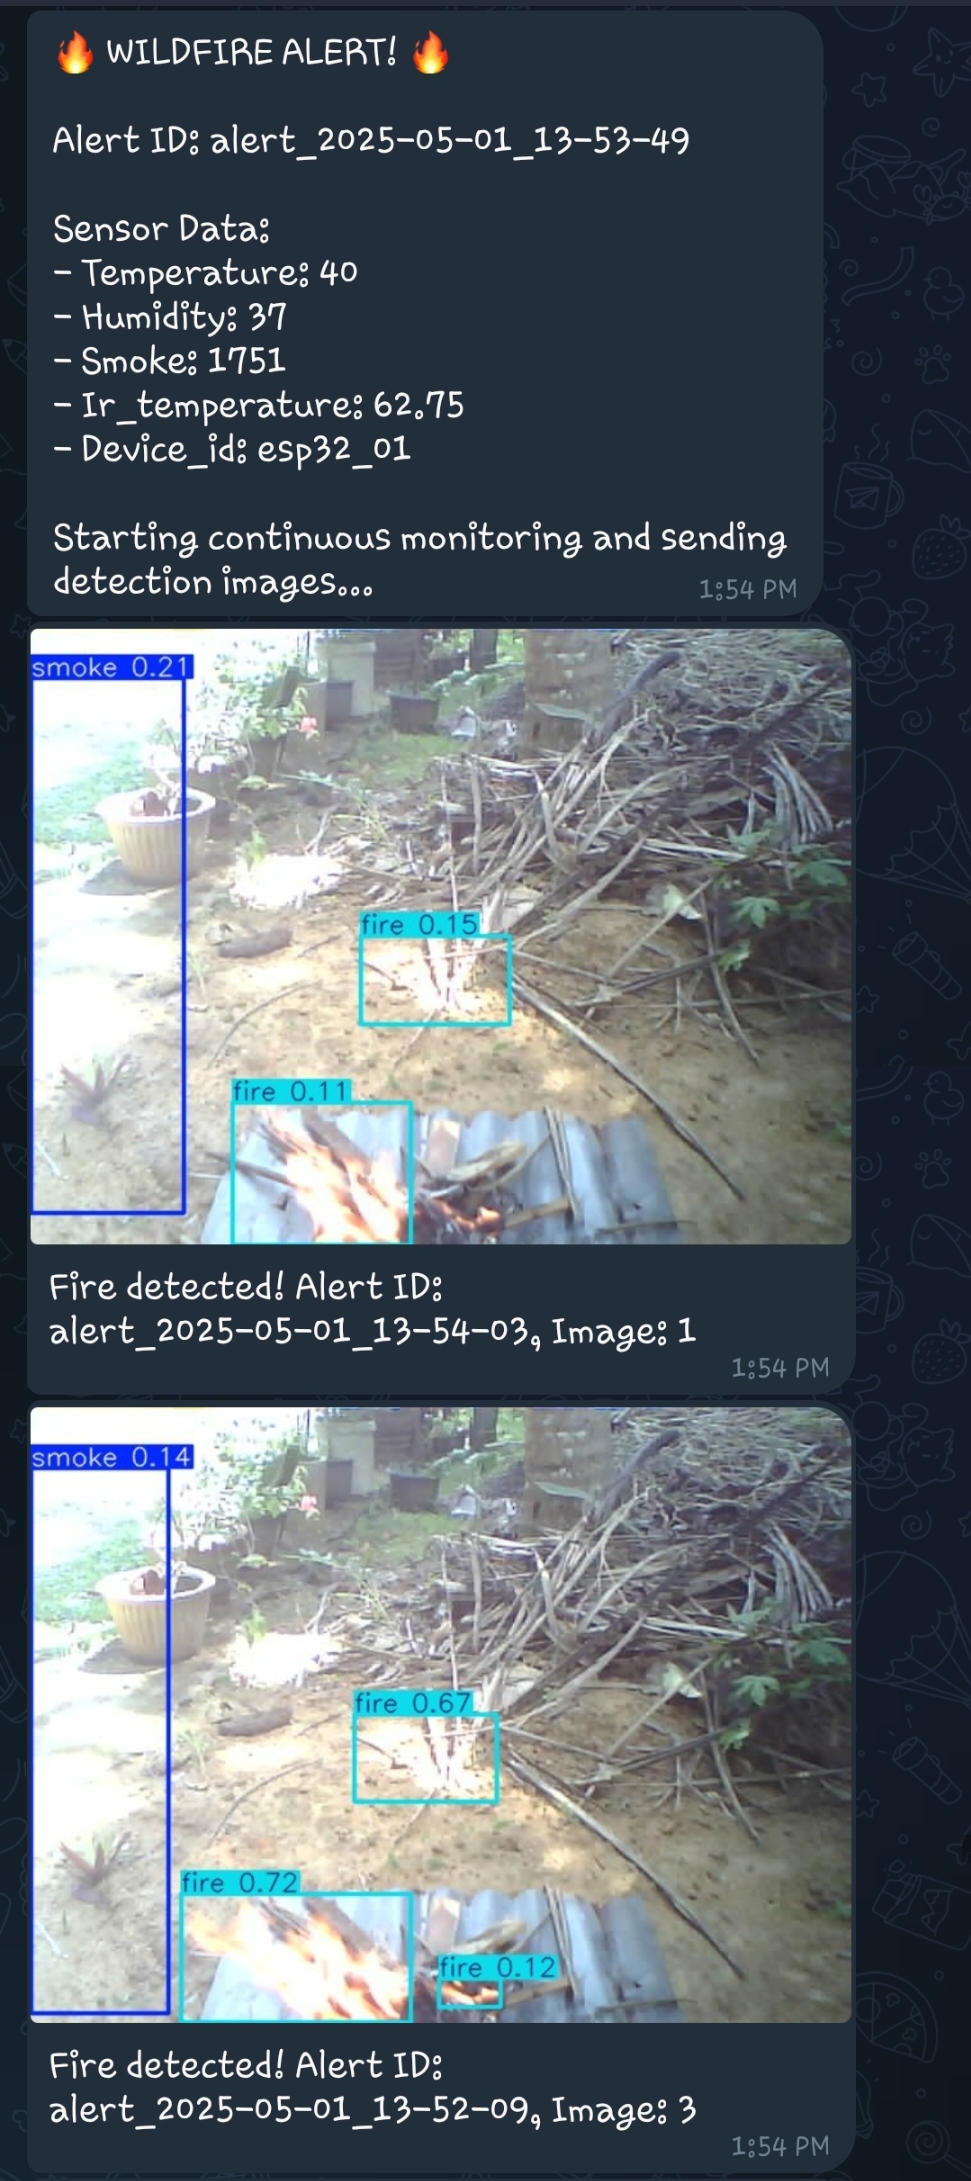 🔥 WILDFIRE ALERT! 🔥
Alert ID: alert_2025-05-01_13-53-49
Sensor Data:
- Temperature: 40
- Humidity: 37
- Smoke: 1751
- Ir_temperature: 62.75
- Device_id: esp32_01
Starting continuous monitoring and sending
detection images...
1:54 PM
smoke 0.21
fire 0.15
fire 0.11
Fire detected! Alert ID:
alert_2025-05-01_13-54-03, Image: 1
1:54 PM
smoke 0.14
fire 0.67
fire 0.72
fire 0.12
Fire detected! Alert ID:
alert_2025-05-01_13-52-09, Image: 3
1:54 PM